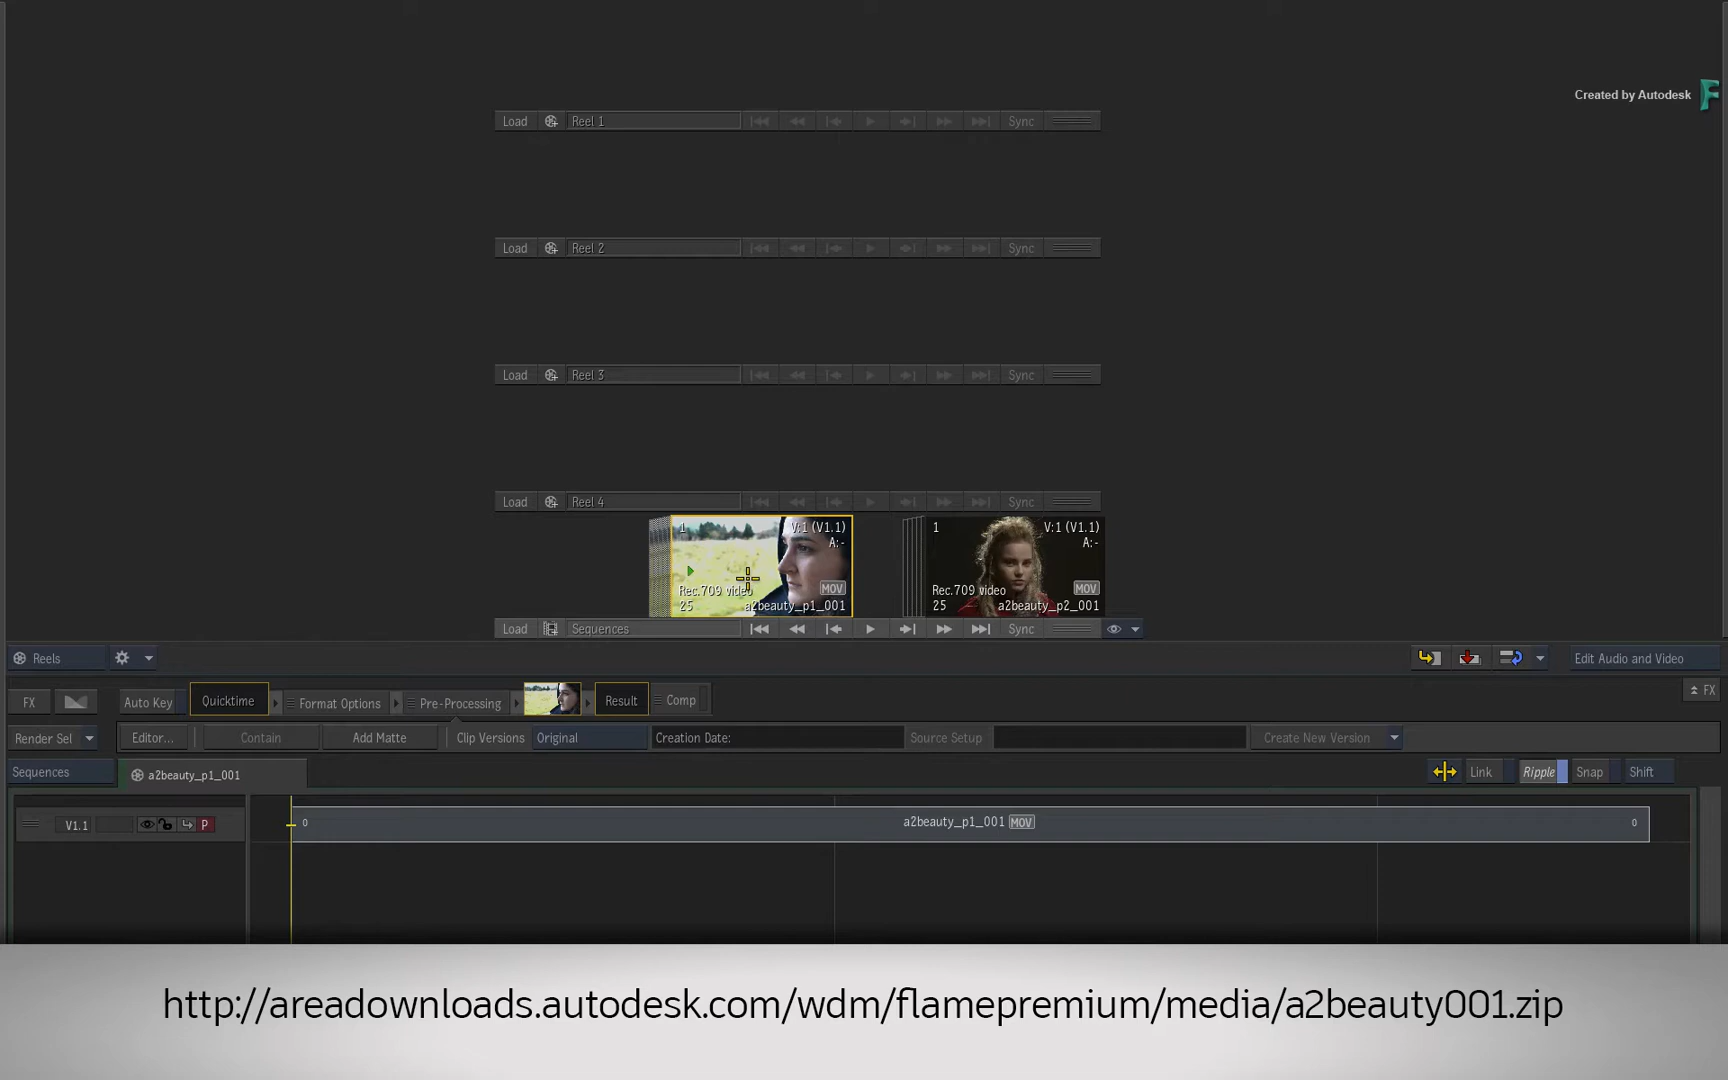 Created by Autodesk
Load Reel 1 Sync
Load Reel 2 Sync
Load Reel 3 Sync
Load Reel 4 Sync
1 V:1 (V1.1)
A:-
Rec.709 video MOV
25 a2beauty_p1_001
1 V:1 (V1.1)
A:-
Rec.709 video MOV
25 a2beauty_p2_001
Load Sequences Sync
Reels Edit Audio and Video
FX Auto Key Quicktime Format Options Pre-Processing Result Comp FX
Render Sel Editor... Contain Add Matte Clip Versions Original Creation Date: Source Setup Create New Version
Sequences a2beauty_p1_001 Link Ripple Snap Shift
V1.1 P 0 a2beauty_p1_001 MOV 0
http://areadownloads.autodesk.com/wdm/flamepremium/media/a2beauty001.zip